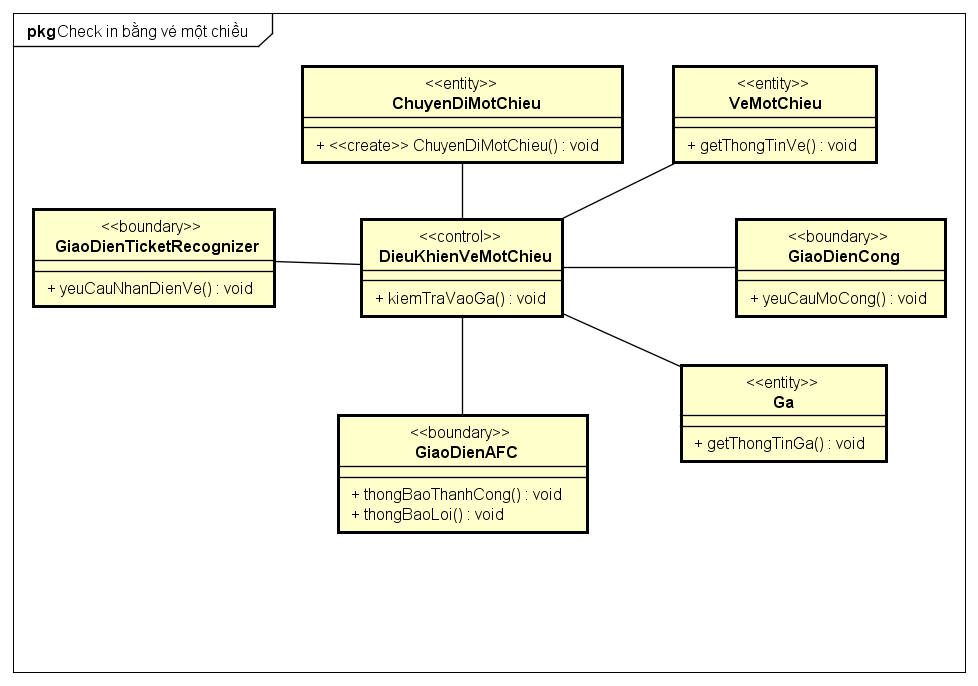 pkg Check in bằng vé một chiều
<<entity>>
ChuyenDiMotChieu
+ <<create>> ChuyenDiMotChieu() : void
<<entity>>
VeMotChieu
+ getThongTinVe() : void
<<boundary>>
GiaoDienTicketRecognizer
+ yeuCauNhanDienVe() : void
<<control>>
DieuKhienVeMotChieu
+ kiemTraVaoGa() : void
<<boundary>>
GiaoDienCong
+ yeuCauMoCong() : void
<<entity>>
Ga
+ getThongTinGa() : void
<<boundary>>
GiaoDienAFC
+ thongBaoThanhCong() : void
+ thongBaoLoi() : void